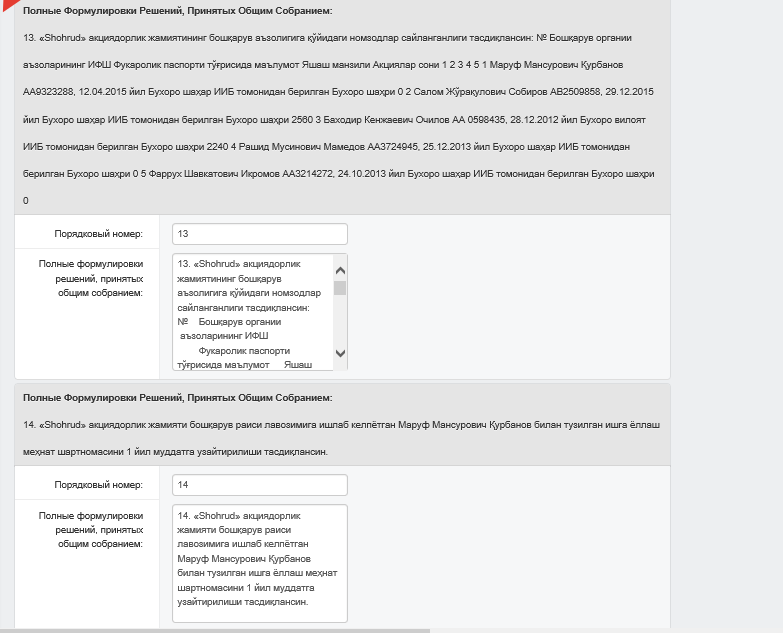 Полные Формулировки Решений, Принятых Общим Собранием:
13. «Shohrud» акциядорлик жамиятининг бошқарув аъзолигига қўйидаги номзодлар сайланганлиги тасдиқлансин: № Бошқарув органи
аъзоларининг ИФШ Фукаролик паспорти тўғрисида маълумот Яшаш манзили Акциялар сони 1 2 3 4 5 1 Маруф Мансурович Қурбанов
АА9323288, 12.04.2015 йил Бухоро шаҳар ИИБ томонидан берилган Бухоро шаҳри 0 2 Салом Жўрақулович Собиров АВ2509858, 29.12.2015
йил Бухоро шаҳар ИИБ томонидан берилган Бухоро шаҳри 2560 3 Баходир Кенжаевич Очилов АА 0598435, 28.12.2012 йил Бухоро вилоят
ИИБ томонидан берилган Бухоро шаҳри 2240 4 Рашид Мусинович Мамедов АА3724945, 25.12.2013 йил Бухоро шаҳар ИИБ томонидан
берилган Бухоро шаҳри 0 5 Фаррух Шавкатович Икромов АА3214272, 24.10.2013 йил Бухоро шаҳар ИИБ томонидан берилган Бухоро шаҳри
0
Порядковый номер: 13
Полные формулировки
решений, принятых
общим собранием:
13. «Shohrud» акциядорлик
жамиятининг бошқарув
аъзолигига қўйидаги номзодлар
сайланганлиги тасдиқлансин:
№ Бошқарув органи
аъзоларининг ИФШ
Фукаролик паспорти
тўғрисида маълумот Яшаш
Полные Формулировки Решений, Принятых Общим Собранием:
14. «Shohrud» акциядорлик жамияти бошқарув раиси лавозимига ишлаб келпётган Маруф Мансурович Қурбанов билан тузилган ишга ёллаш
меҳнат шартномасини 1 йил муддатга узайтирилиши тасдиқлансин.
Порядковый номер: 14
Полные формулировки
решений, принятых
общим собранием:
14. «Shohrud» акциядорлик
жамияти бошқарув раиси
лавозимига ишлаб келпётган
Маруф Мансурович Қурбанов
билан тузилган ишга ёллаш меҳнат
шартномасини 1 йил муддатга
узайтирилиши тасдиқлансин.